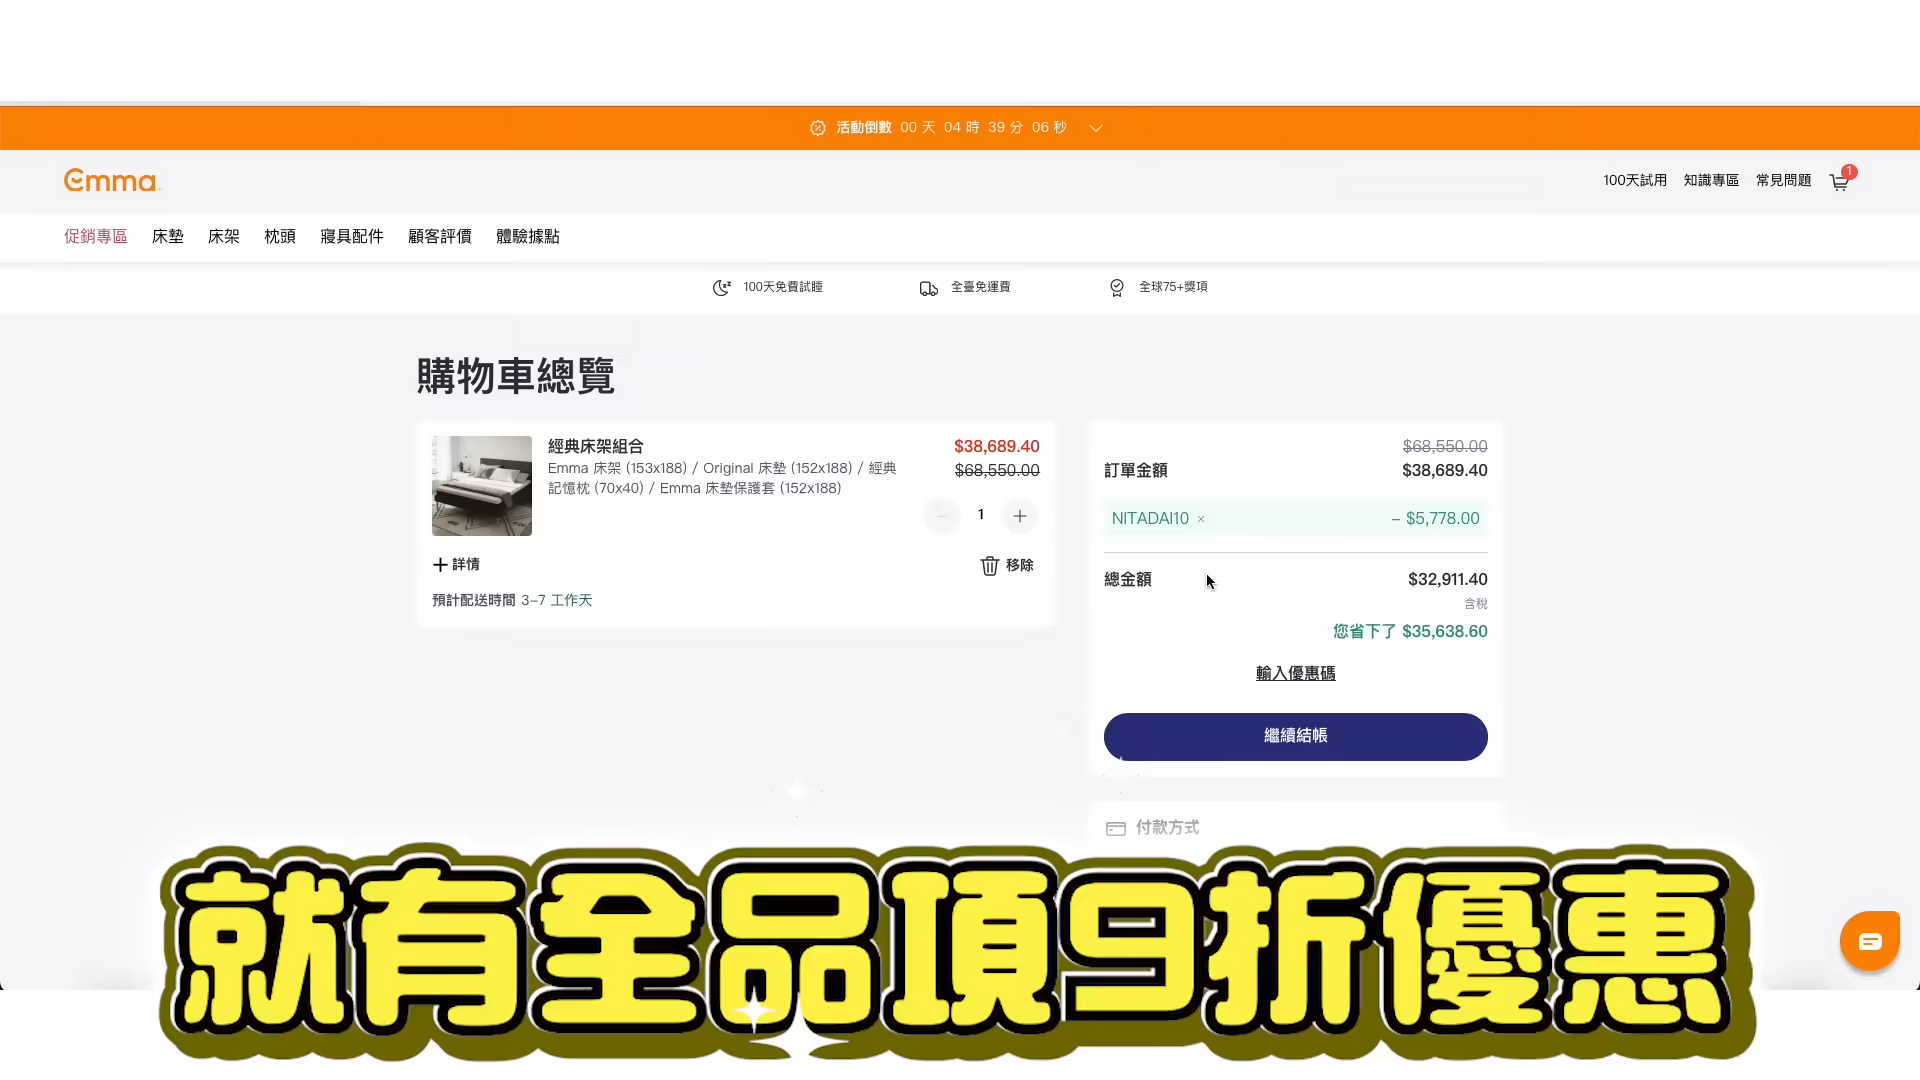 活動倒數 00 天 04 時 39 分 06 秒
Emma
100天試用 知識專區 常見問題 1
促銷專區 床墊 床架 枕頭 寢具配件 顧客評價 體驗據點
100天免費試睡 全臺免運費 全球75+獎項
購物車總覽
經典床架組合 $38,689.40
Emma 床架 (153x188) / Original 床墊 (152x188) / 經典 $68,550.00
記憶枕 (70x40) / Emma 床墊保護套 (152x188)
1
詳情 移除
預計配送時間 3–7 工作天
$68,550.00
訂單金額 $38,689.40
NITADAI10 × – $5,778.00
總金額 $32,911.40
含稅
您省下了 $35,638.60
輸入優惠碼
繼續結帳
付款方式
就有全品項9折優惠